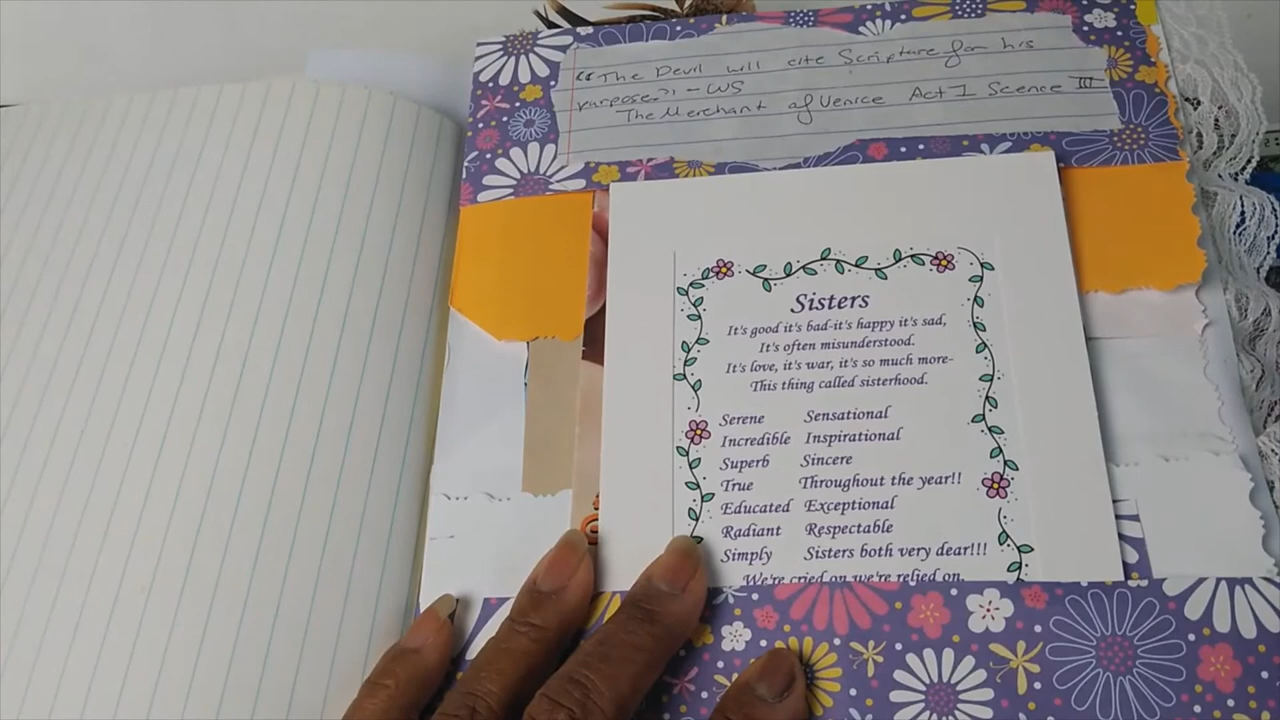 "The Devil will cite Scripture for his
purpose." - WS
The Merchant of Venice Act I Scence III
Sisters
It's good it's bad-it's happy it's sad,
It's often misunderstood.
It's love, it's war, it's so much more-
This thing called sisterhood.
Serene Sensational
Incredible Inspirational
Superb Sincere
True Throughout the year!!
Educated Exceptional
Radiant Respectable
Simply Sisters both very dear!!!
We're cried on we're relied on,